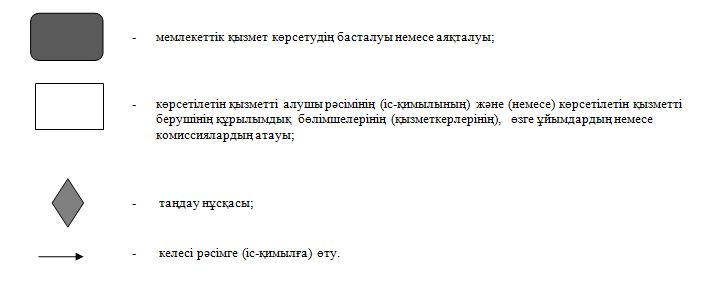 - мемлекеттік қызмет көрсетудің басталуы немесе аяқталуы;
- көрсетілетін қызметті алушы рәсімінің (іс-қимылының) және (немесе) көрсетілетін қызметті
берушінің құрылымдық бөлімшелерінің (қызметкерлерінің), өзге ұйымдардың немесе
комиссиялардың атауы;
- таңдау нұсқасы;
- келесі рәсімге (іс-қимылға) өту.